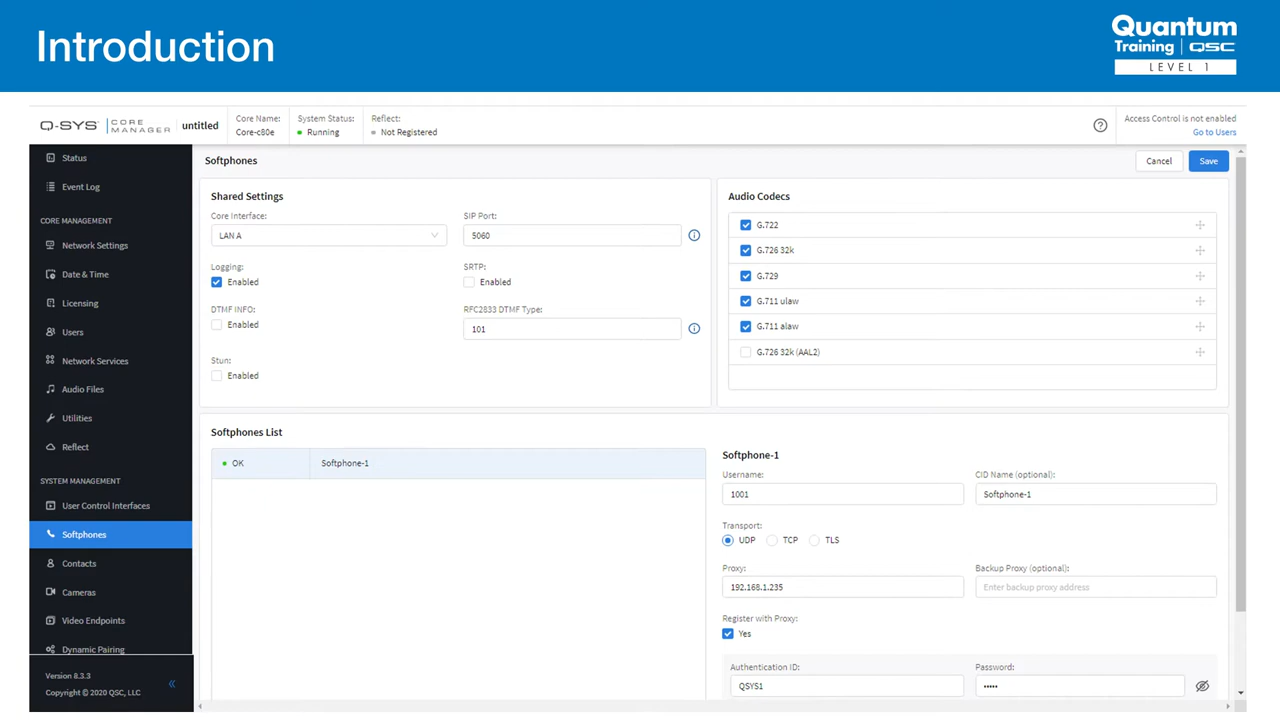 Introduction
Quantum
Training | QSC
LEVEL 1
Q-SYS CORE MANAGER untitled
Core Name:
Core-c80e
System Status:
Running
Reflect:
Not Registered
Access Control is not enabled
Go to Users
Status
Event Log
CORE MANAGEMENT
Network Settings
Date & Time
Licensing
Users
Network Services
Audio Files
Utilities
Reflect
SYSTEM MANAGEMENT
User Control Interfaces
Softphones
Contacts
Cameras
Video Endpoints
Dynamic Pairing
Version 8.3.3
Copyright © 2020 QSC, LLC
Softphones
Cancel
Save
Shared Settings
Core Interface:
LAN A
SIP Port:
5060
Logging:
Enabled
SRTP:
Enabled
DTMF INFO:
Enabled
RFC2833 DTMF Type:
101
Stun:
Enabled
Audio Codecs
G.722
G.726 32k
G.729
G.711 ulaw
G.711 alaw
G.726 32k (AAL2)
Softphones List
OK Softphone-1
Softphone-1
Username:
1001
CID Name (optional):
Softphone-1
Transport:
UDP TCP TLS
Proxy:
192.168.1.235
Backup Proxy (optional):
Enter backup proxy address
Register with Proxy:
Yes
Authentication ID:
QSYS1
Password:
•••••